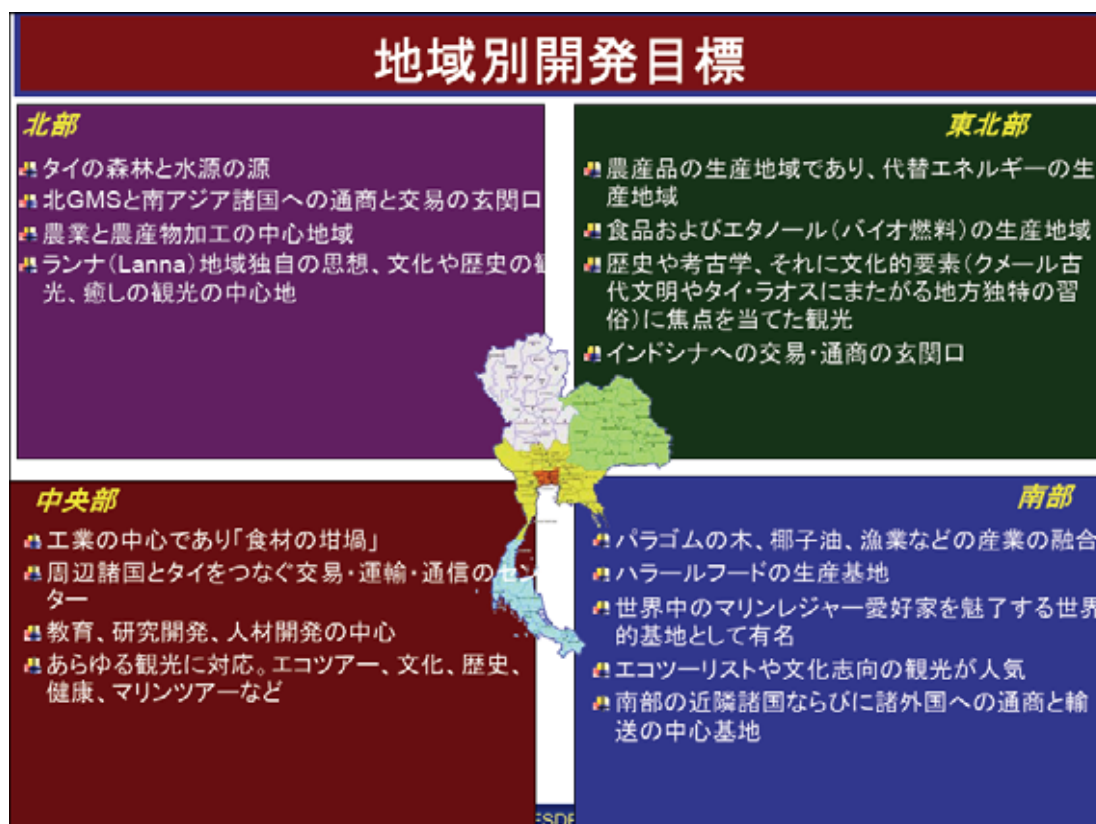 地域別開発目標
北部
タイの森林と水源の源
北GMSと南アジア諸国への通商と交易の玄関口
農業と農産物加工の中心地域
ランナ(Lanna)地域独自の思想、文化や歴史の観
光、癒しの観光の中心地
東北部
農産品の生産地域であり、代替エネルギーの生
産地域
食品およびエタノール(バイオ燃料)の生産地域
歴史や考古学、それに文化的要素(クメール古
代文明やタイ・ラオスにまたがる地方独特の習
俗)に焦点を当てた観光
インドシナへの交易・通商の玄関口
中央部
工業の中心であり「食材の坩堝」
周辺諸国とタイをつなぐ交易・運輸・通信のセン
ター
教育、研究開発、人材開発の中心
あらゆる観光に対応。エコツアー、文化、歴史、
健康、マリンツアーなど
南部
パラゴムの木、椰子油、漁業などの産業の融合
ハラールフードの生産基地
世界中のマリンレジャー愛好家を魅了する世界
的基地として有名
エコツーリストや文化志向の観光が人気
南部の近隣諸国ならびに諸外国への通商と輸
送の中心基地